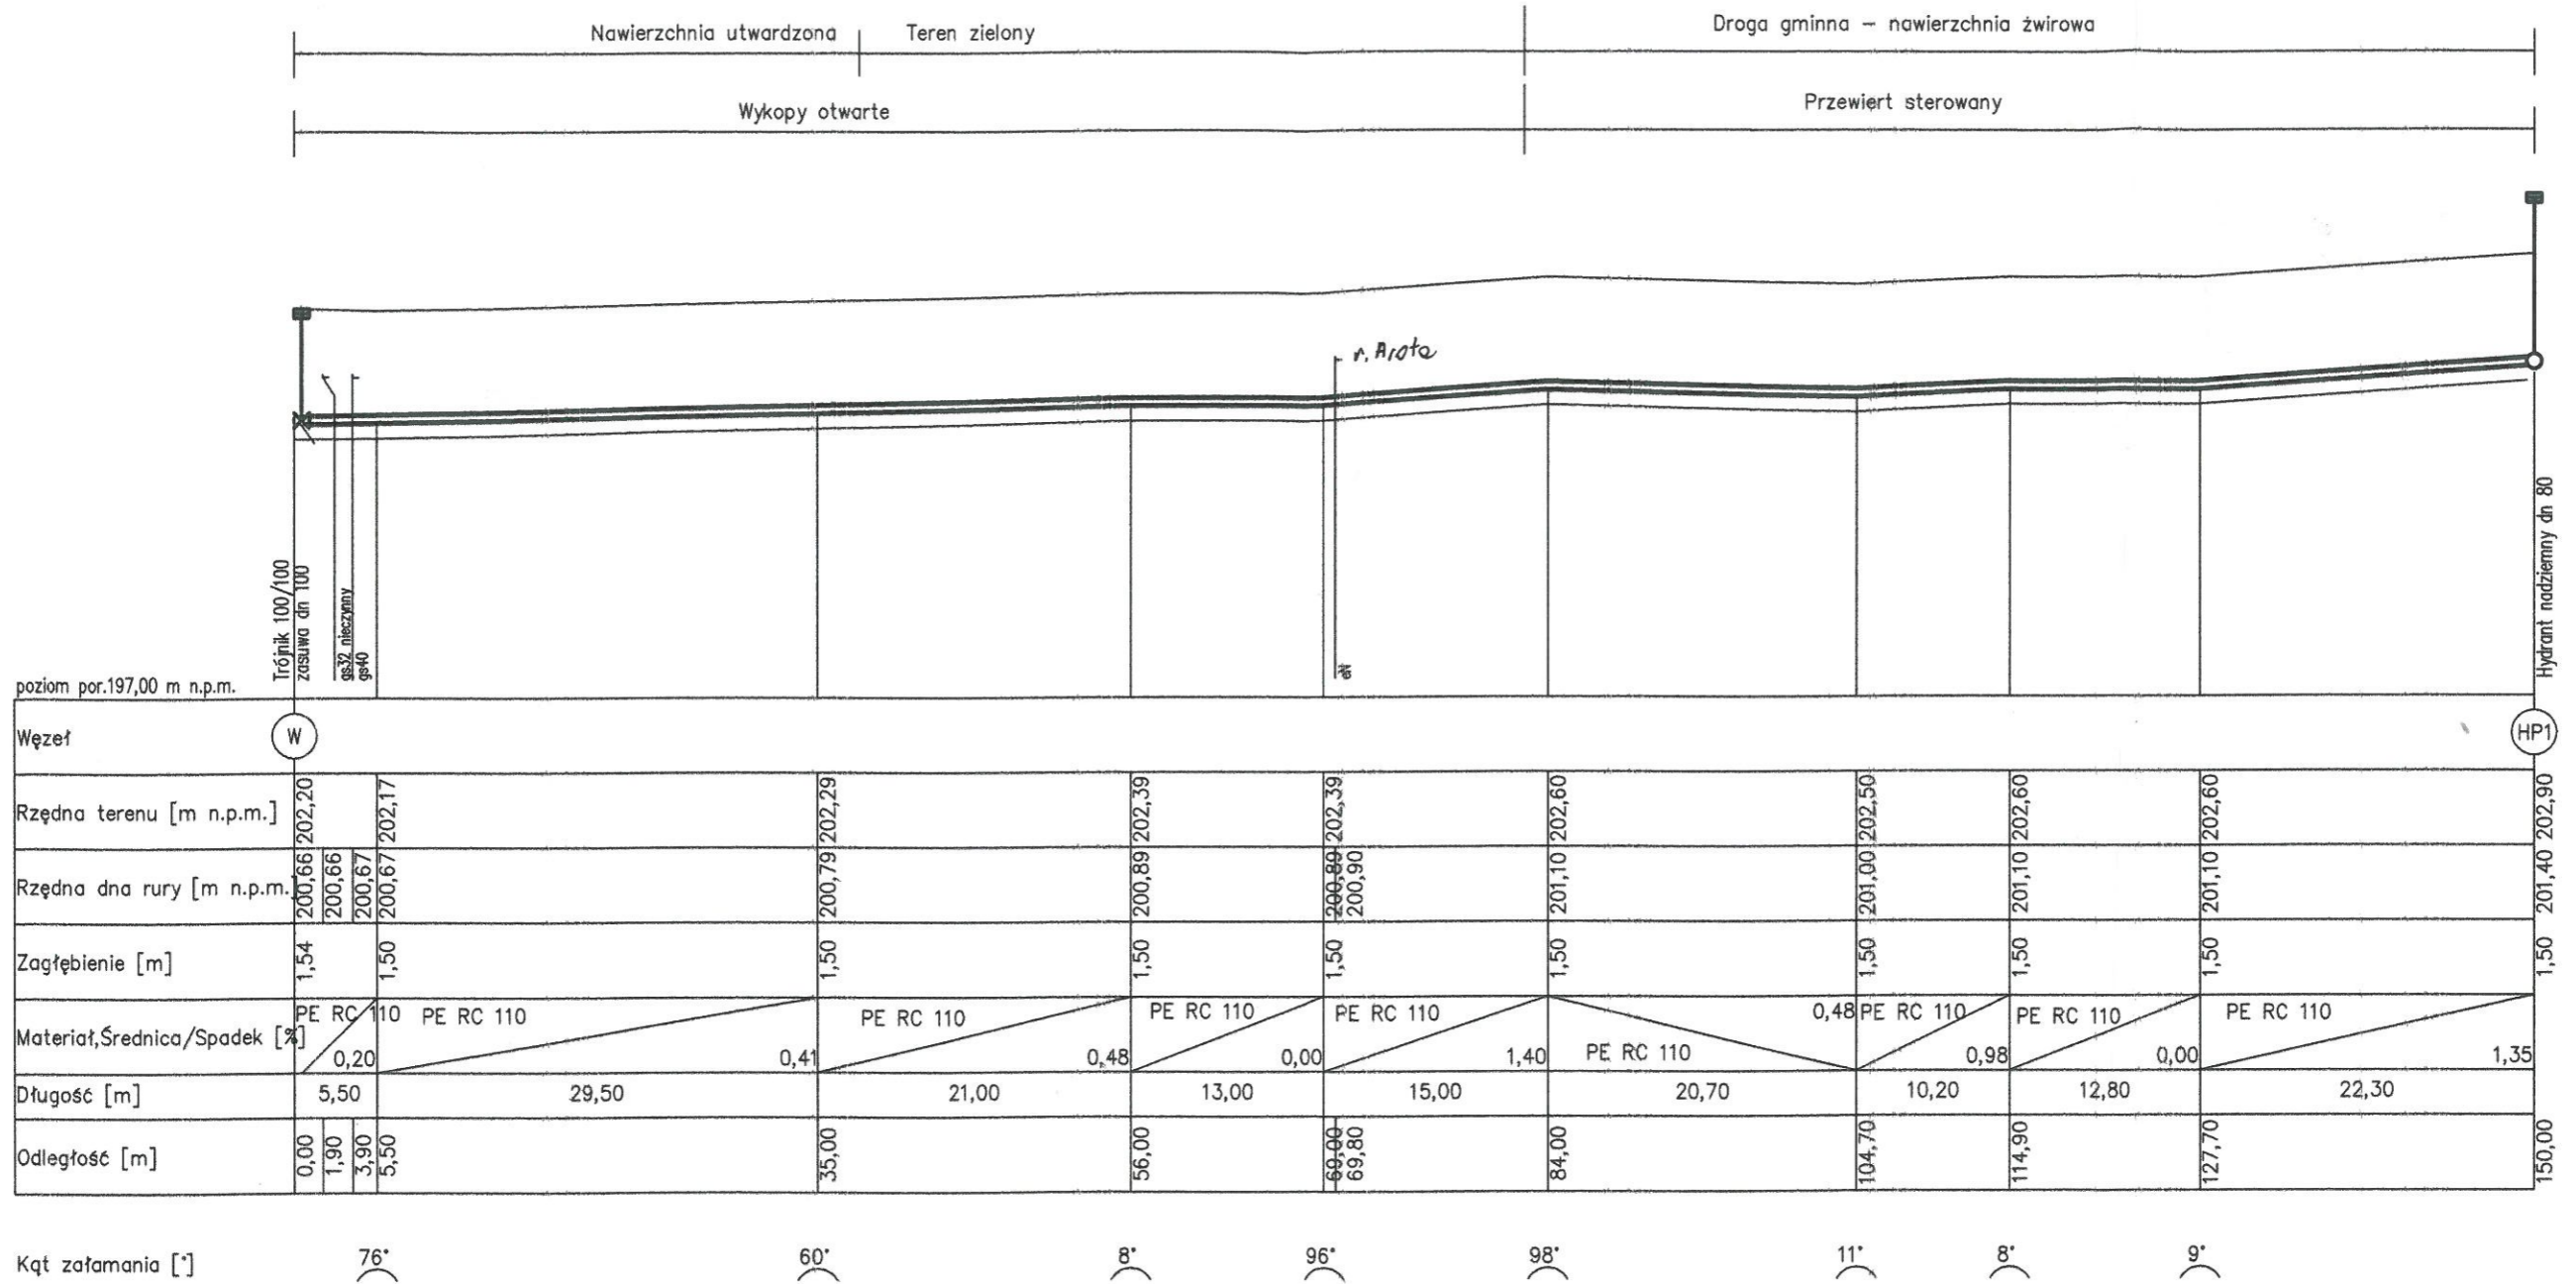 Nawierzchnia utwardzona Teren zielony Droga gminna – nawierzchnia żwirowa
Wykopy otwarte Przewiert sterowany
r. Arota
Trójnik 100/100
zasuwa dn 100
gs32 nieczynny
gs40
eN
Hydrant nadziemny dn 80
poziom por.197,00 m n.p.m.
Węzeł W HP1
Rzędna terenu [m n.p.m.] 202,20 202,17 202,29 202,39 202,39 202,60 202,50 202,60 202,60 202,90
Rzędna dna rury [m n.p.m.] 200,66 200,66 200,67 200,67 200,79 200,89 200,89 200,90 201,10 201,00 201,10 201,10 201,40
Zagłębienie [m] 1,54 1,50 1,50 1,50 1,50 1,50 1,50 1,50 1,50 1,50
Materiał,Średnica/Spadek [%] PE RC 110 0,20 PE RC 110 0,41 PE RC 110 0,48 PE RC 110 0,00 PE RC 110 1,40 PE RC 110 0,48 PE RC 110 0,98 PE RC 110 0,00 PE RC 110 1,35
Długość [m] 5,50 29,50 21,00 13,00 15,00 20,70 10,20 12,80 22,30
Odległość [m] 0,00 1,90 3,90 5,50 35,00 56,00 69,00 69,80 84,00 104,70 114,90 127,70 150,00
Kąt załamania [°] 76° 60° 8° 96° 98° 11° 8° 9°